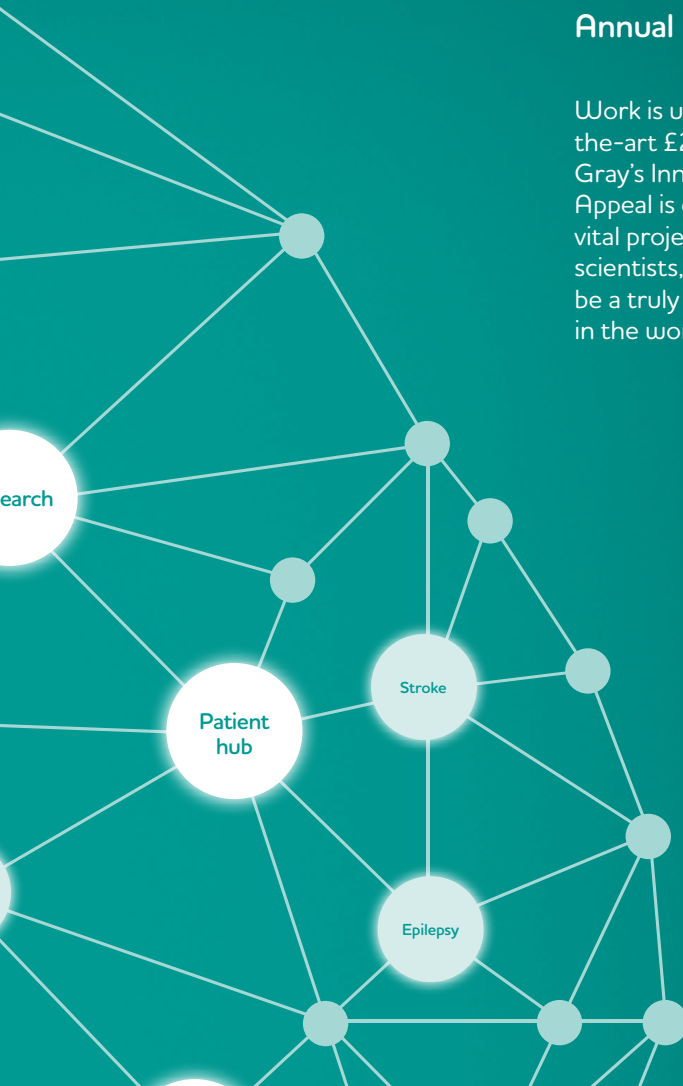 Annual
Work is u
the-art £2
Gray's Inn
Appeal is
vital proje
scientists,
be a truly
in the wor
earch
Stroke
Patient
hub
Epilepsy